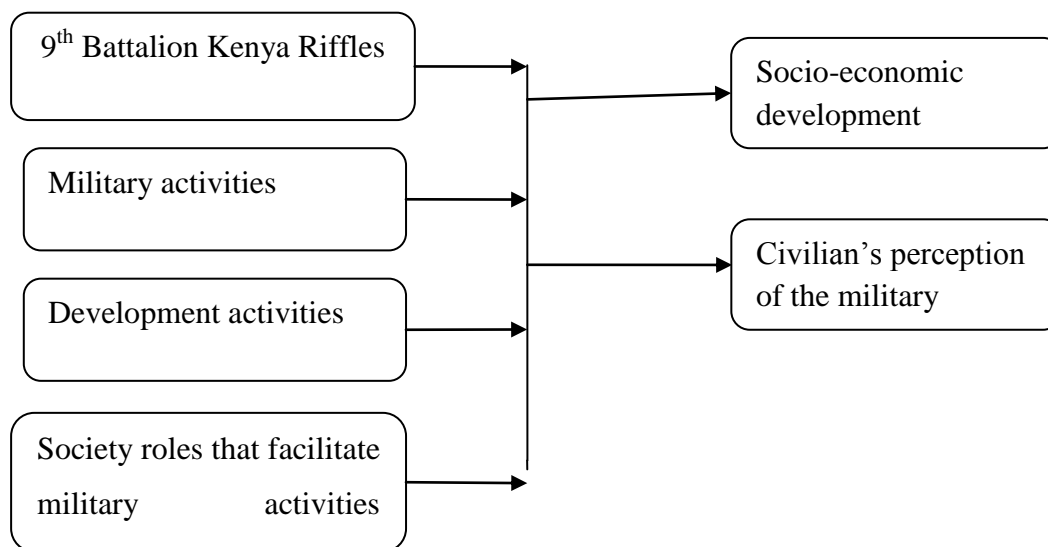 9th Battalion Kenya Riffles
Military activities
Development activities
Society roles that facilitate
military activities
Socio-economic
development
Civilian’s perception
of the military